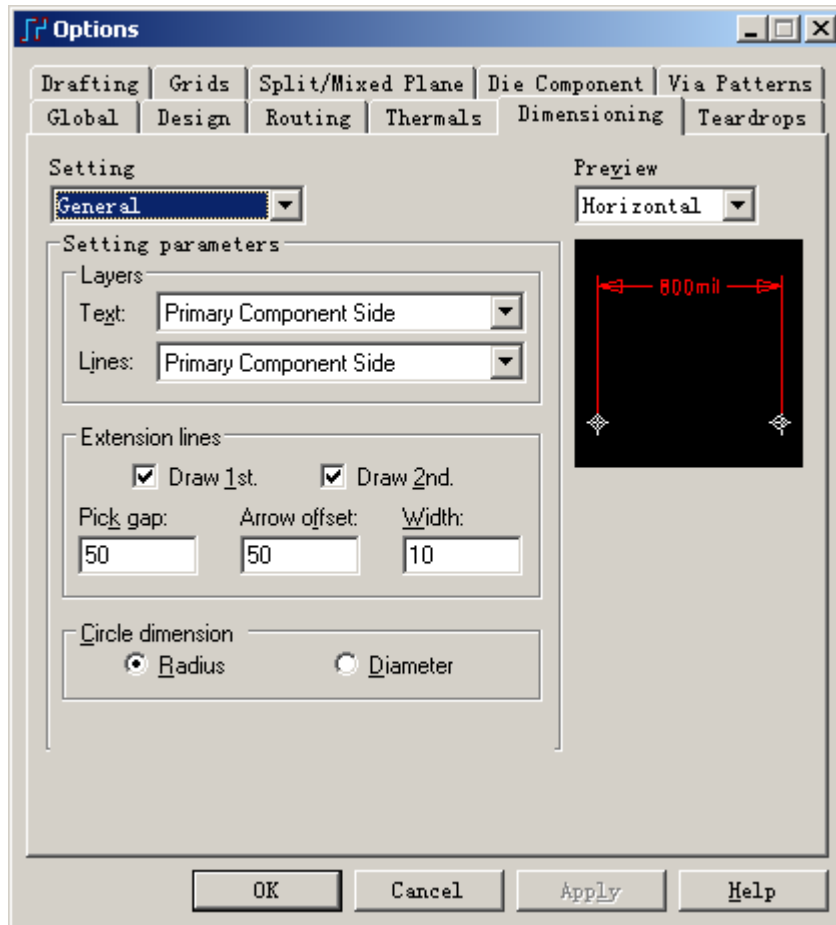 Options
Drafting Grids Split/Mixed Plane Die Component Via Patterns
Global Design Routing Thermals Dimensioning Teardrops
Setting
General
Preview
Horizontal
800mil
Setting parameters
Layers
Text: Primary Component Side
Lines: Primary Component Side
Extension lines
Draw 1st. Draw 2nd.
Pick gap: Arrow offset: Width:
50 50 10
Circle dimension
Radius Diameter
OK Cancel Apply Help